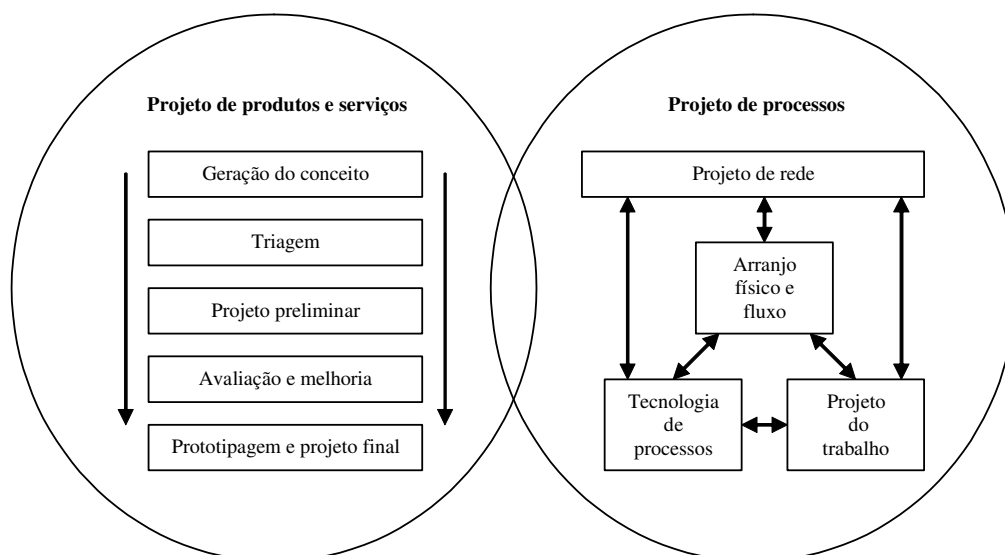 Projeto de produtos e serviços
Geração do conceito
Triagem
Projeto preliminar
Avaliação e melhoria
Prototipagem e projeto final
Projeto de processos
Projeto de rede
Arranjo
físico e
fluxo
Tecnologia
de
processos
Projeto
do
trabalho